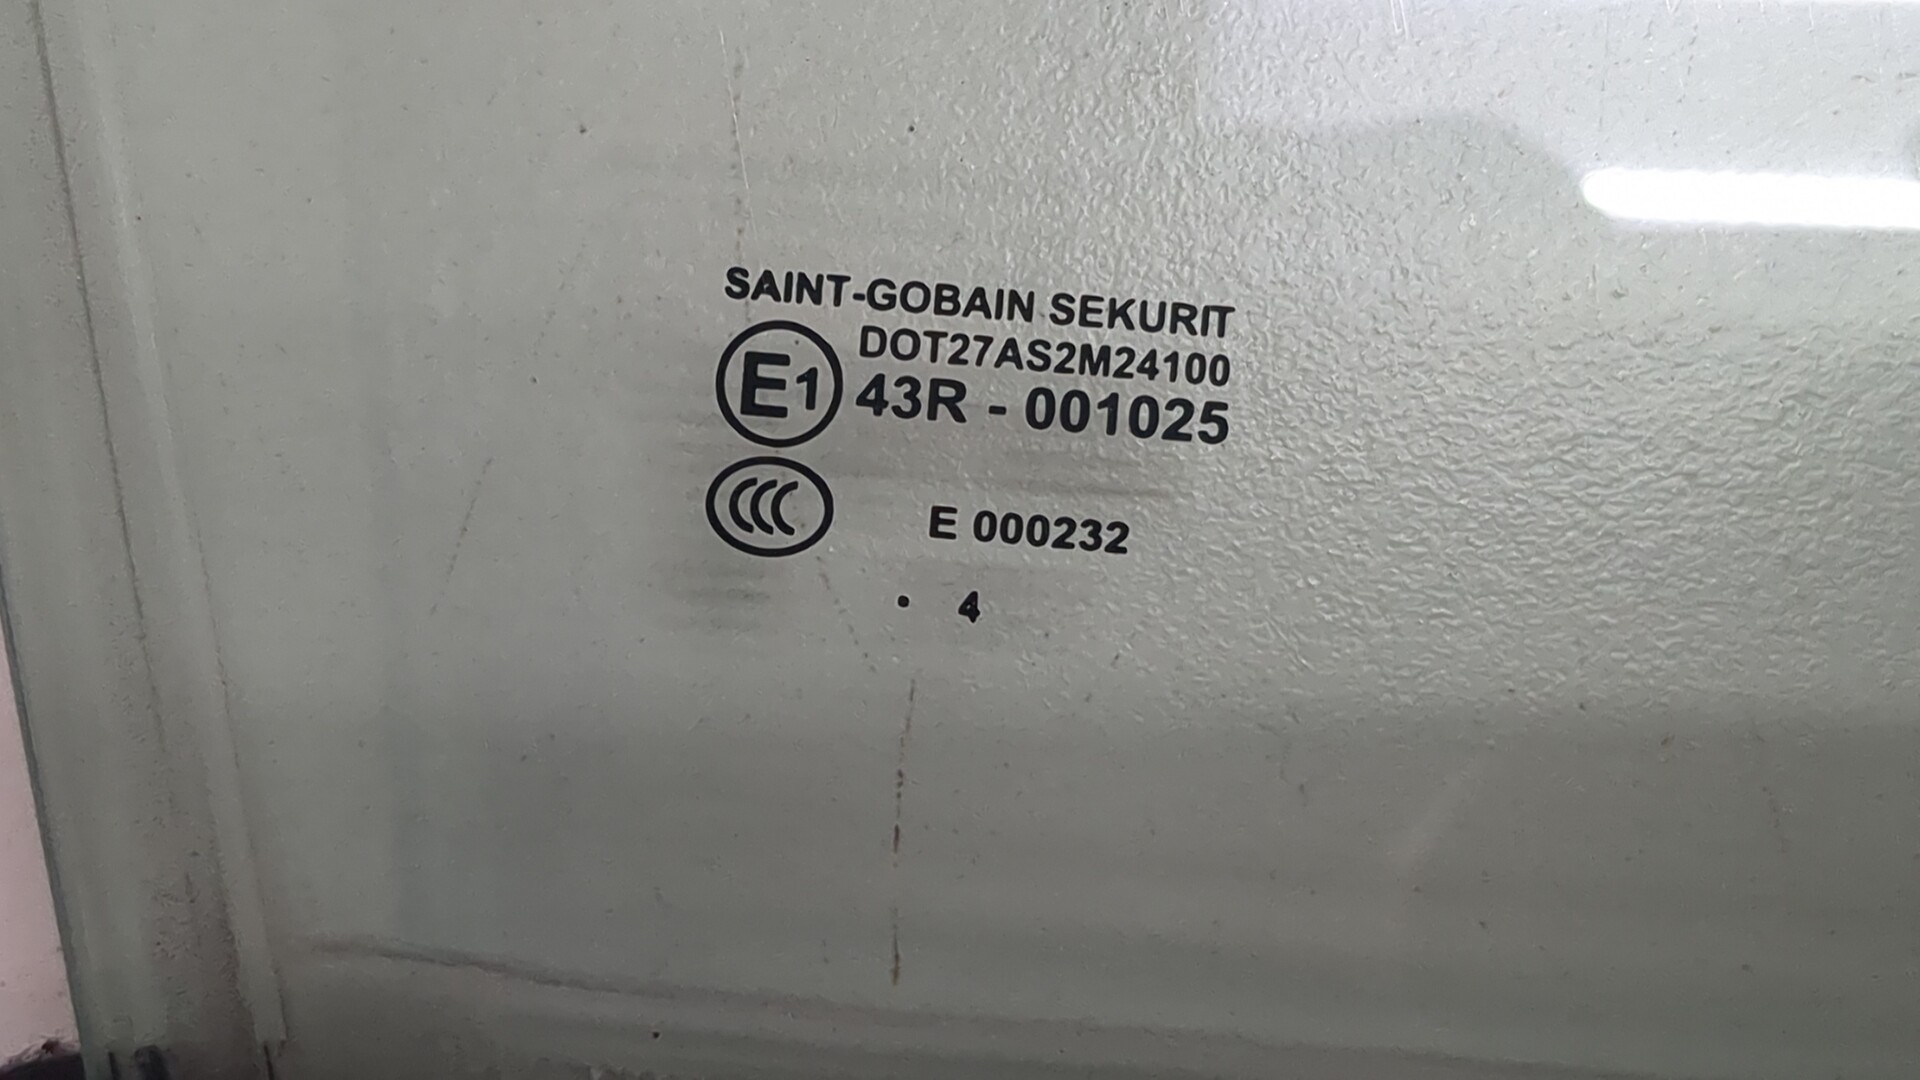 SAINT-GOBAIN SEKURIT
DOT27AS2M24100
E1 43R - 001025
CCC E 000232
. 4